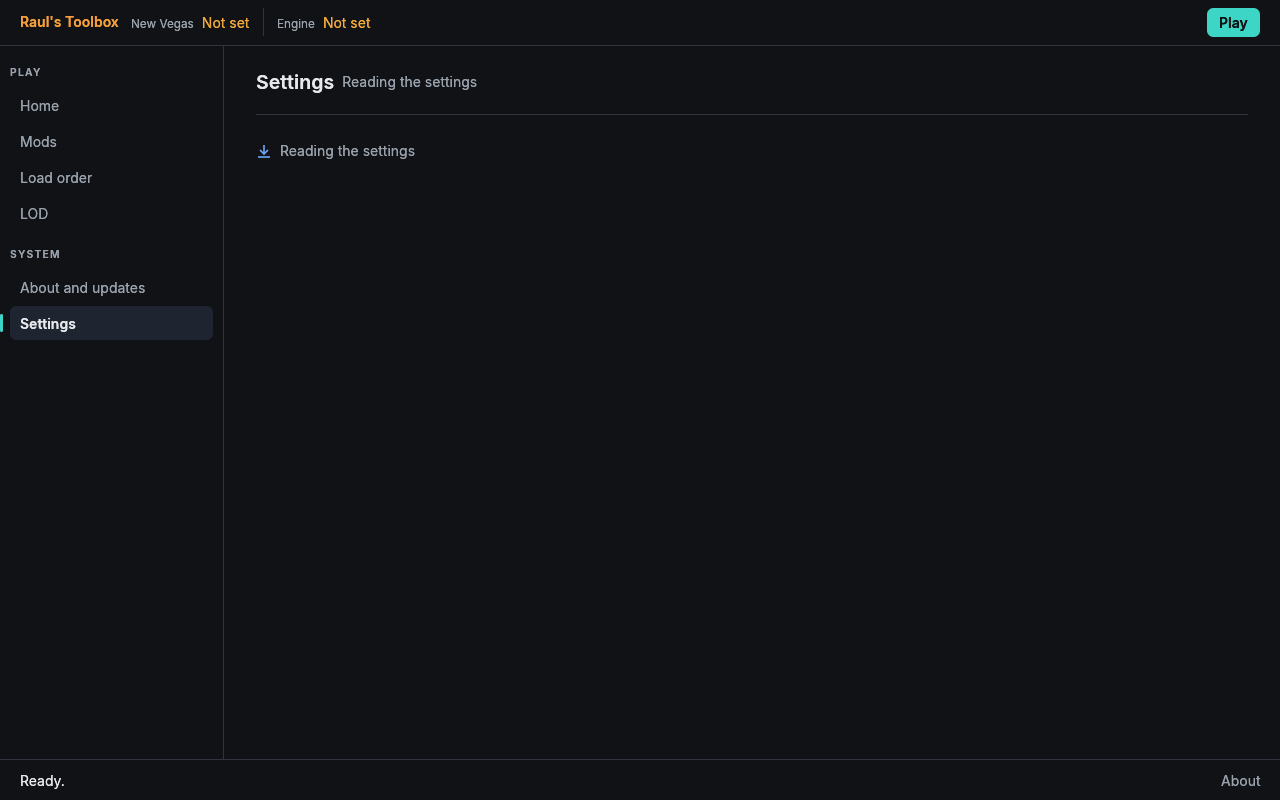 Raul's Toolbox New Vegas Not set Engine Not set Play
PLAY
Home
Mods
Load order
LOD
SYSTEM
About and updates
Settings
Settings Reading the settings
Reading the settings
Ready. About